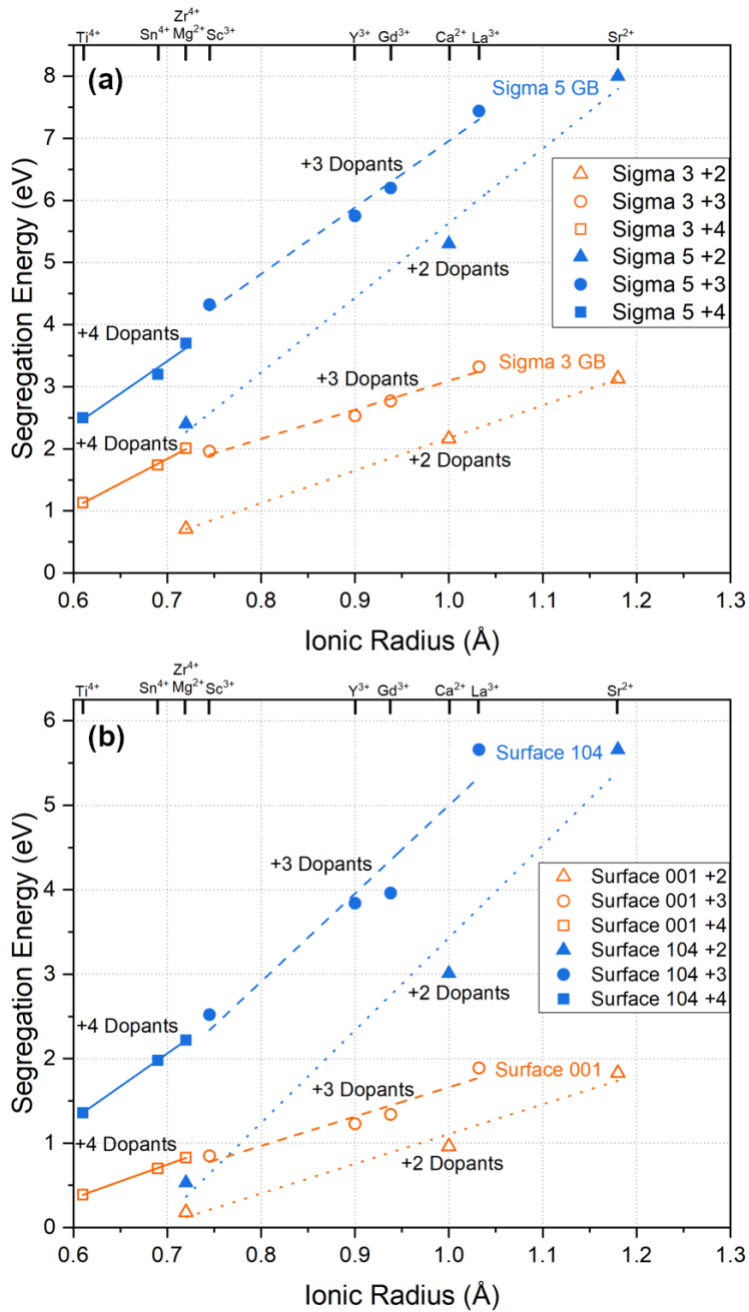 Zr⁴⁺
Ti⁴⁺ Sn⁴⁺ Mg²⁺ Sc³⁺ Y³⁺ Gd³⁺ Ca²⁺ La³⁺ Sr²⁺
(a)
Sigma 5 GB
+3 Dopants
Sigma 3 +2
Sigma 3 +3
Sigma 3 +4
Sigma 5 +2
Sigma 5 +3
Sigma 5 +4
+2 Dopants
+4 Dopants
Sigma 3 GB
+3 Dopants
+4 Dopants
+2 Dopants
Segregation Energy (eV)
8
7
6
5
4
3
2
1
0
0.6 0.7 0.8 0.9 1.0 1.1 1.2 1.3
Ionic Radius (Å)
Zr⁴⁺
Ti⁴⁺ Sn⁴⁺ Mg²⁺ Sc³⁺ Y³⁺ Gd³⁺ Ca²⁺ La³⁺ Sr²⁺
(b)
Surface 104
+3 Dopants
Surface 001 +2
Surface 001 +3
Surface 001 +4
Surface 104 +2
Surface 104 +3
Surface 104 +4
+2 Dopants
+4 Dopants
Surface 001
+3 Dopants
+4 Dopants
+2 Dopants
Segregation Energy (eV)
6
5
4
3
2
1
0
0.6 0.7 0.8 0.9 1.0 1.1 1.2 1.3
Ionic Radius (Å)